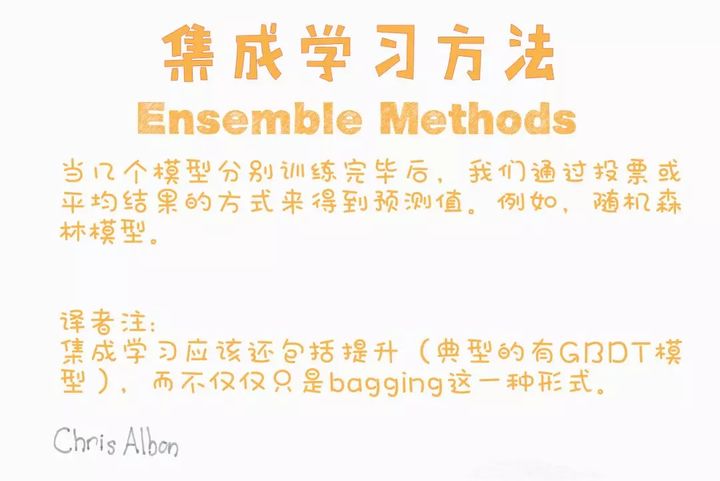 集成学习方法
Ensemble Methods
当几个模型分别训练完毕后，我们通过投票或
平均结果的方式来得到预测值。例如，随机森
林模型。
译者注：
集成学习应该还包括提升（典型的有GBDT模
型），而不仅仅只是bagging这一种形式。
Chris Albon